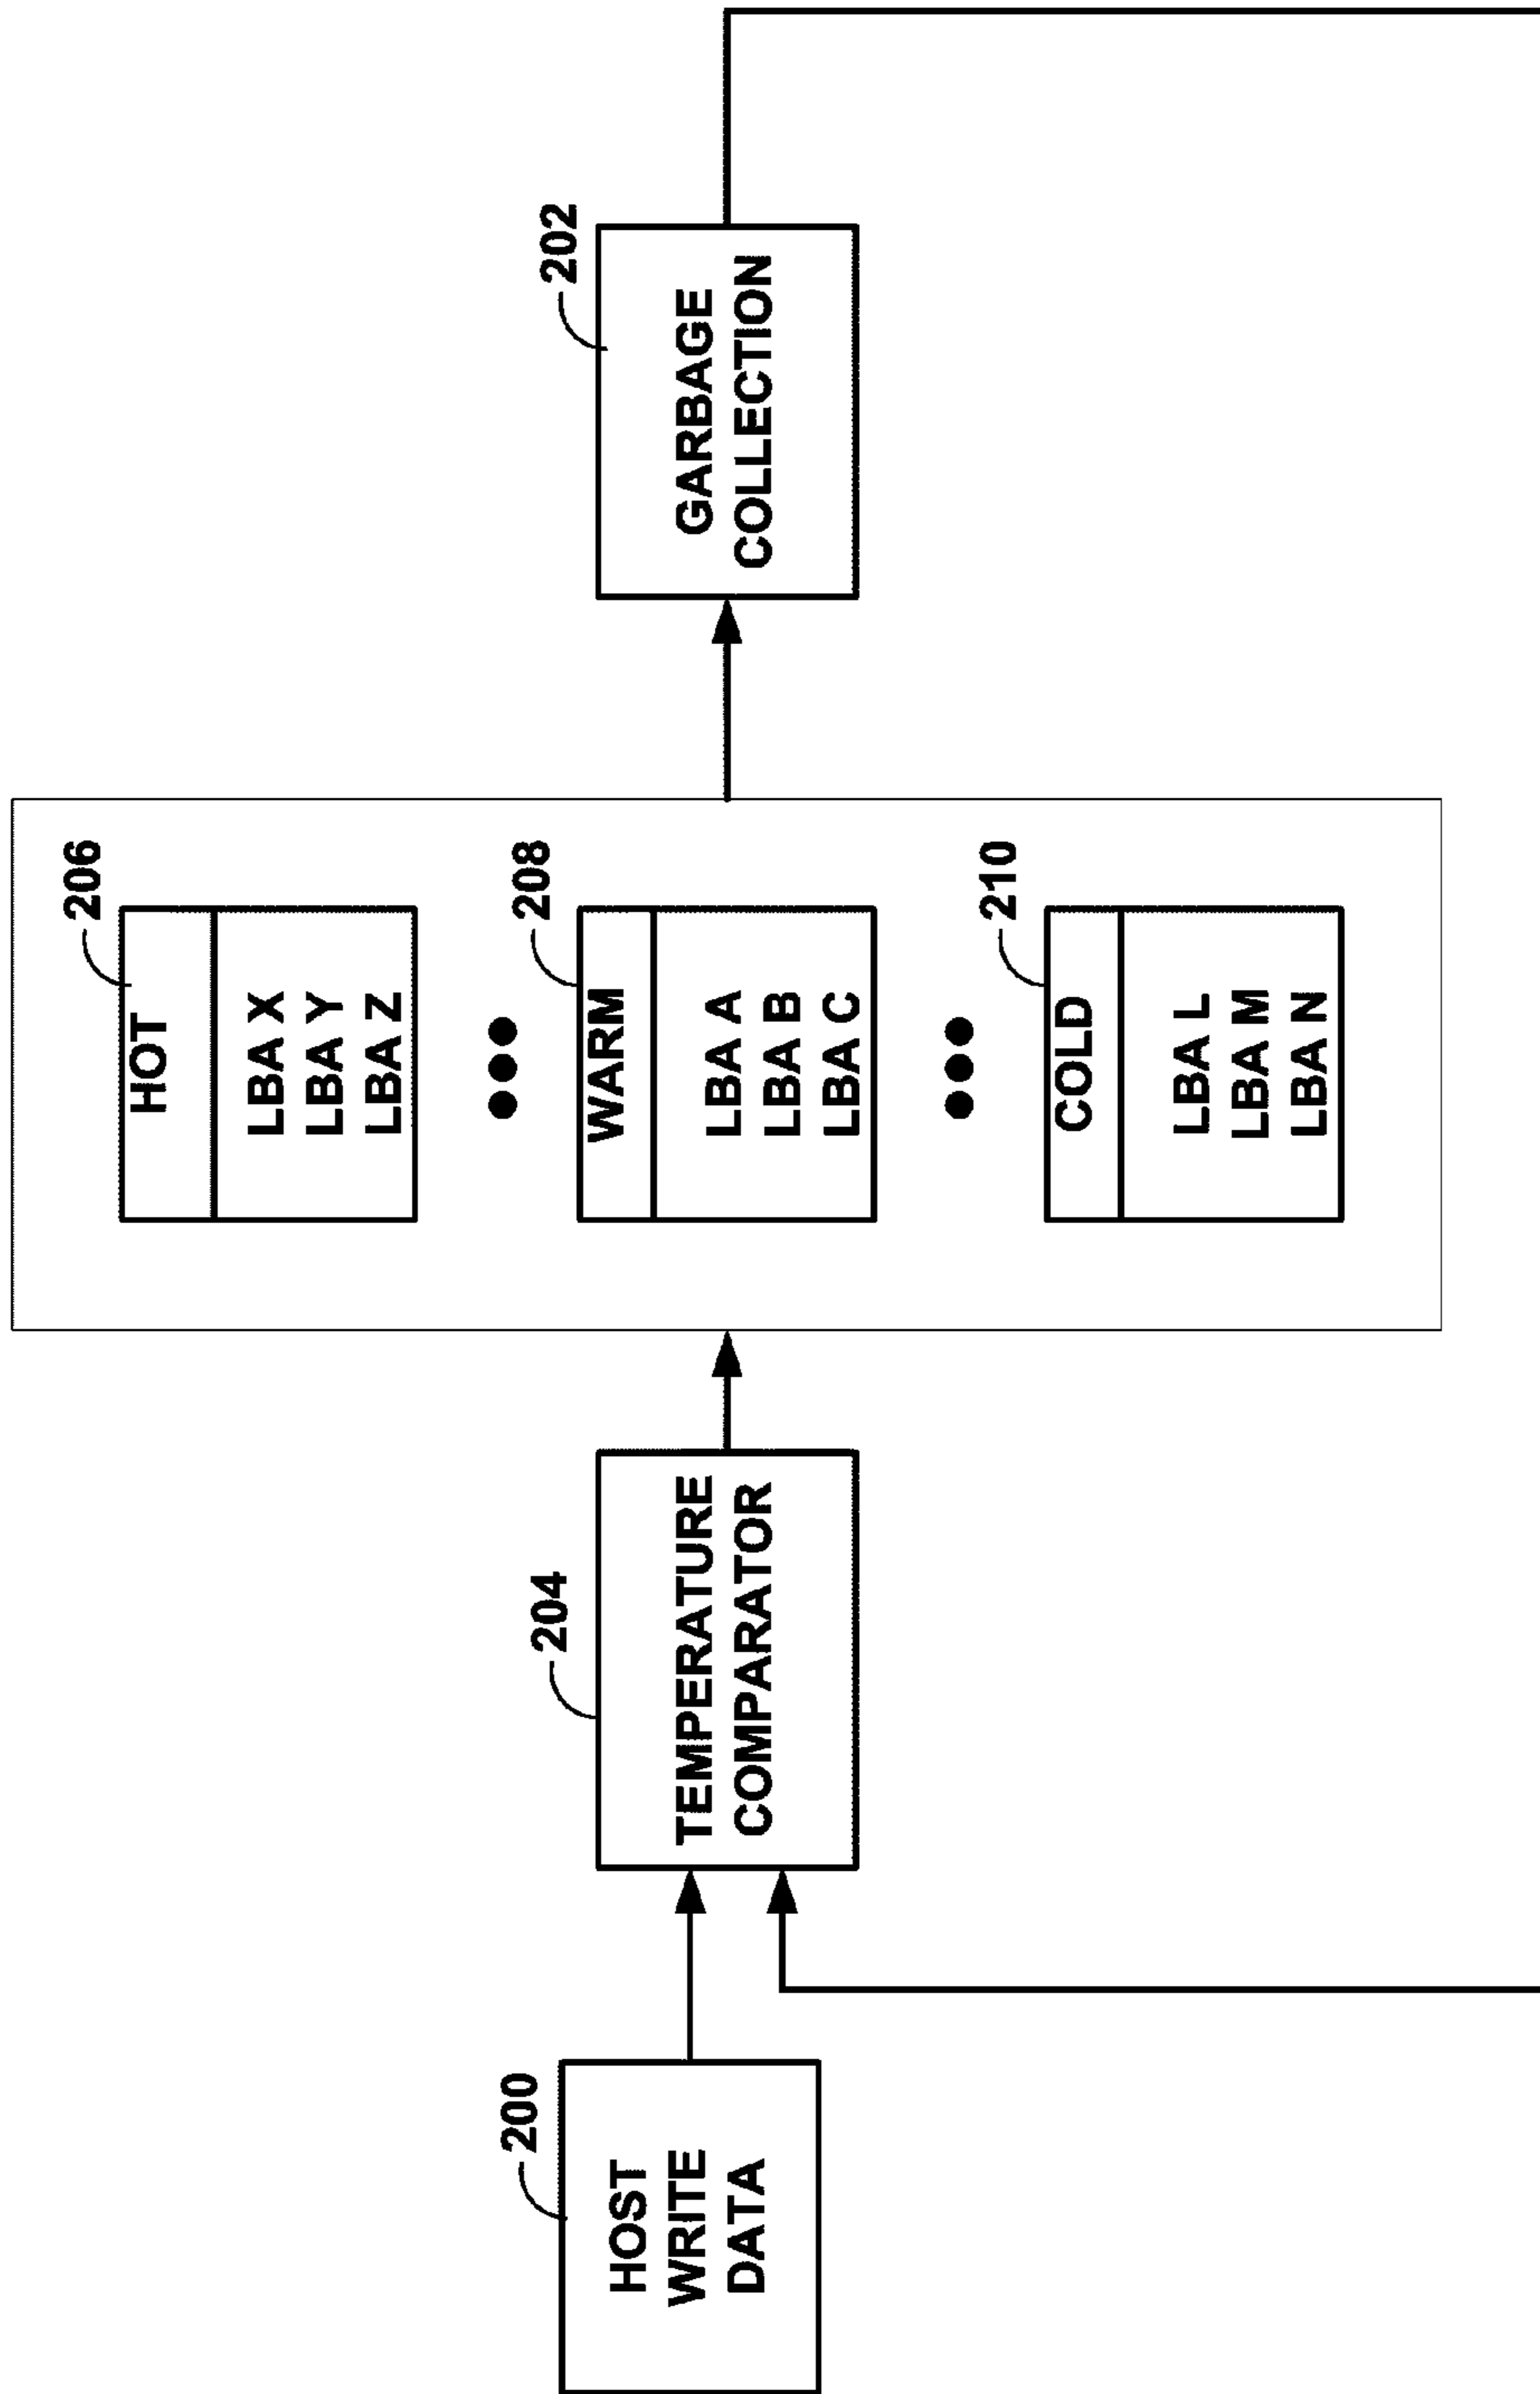 200
HOST
WRITE
DATA
204
TEMPERATURE
COMPARATOR
206
HOT
LBA X
LBA Y
LBA Z
208
WARM
LBA A
LBA B
LBA C
210
COLD
LBA L
LBA M
LBA N
202
GARBAGE
COLLECTION